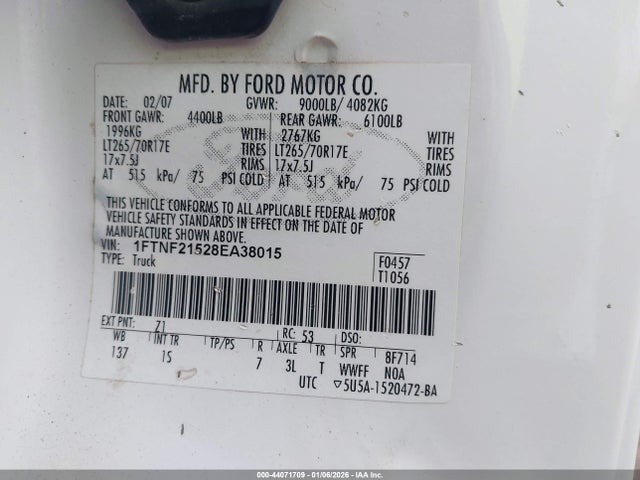 MFD. BY FORD MOTOR CO.
DATE: 02/07 GVWR: 9000LB/ 4082KG
FRONT GAWR: 4400LB REAR GAWR: 6100LB
1996KG WITH 2767KG WITH
LT265/70R17E TIRES LT265/70R17E TIRES
17x7.5J RIMS 17x7.5J RIMS
AT 515 kPa/ 75 PSI COLD AT 515 kPa/ 75 PSI COLD
THIS VEHICLE CONFORMS TO ALL APPLICABLE FEDERAL MOTOR
VEHICLE SAFETY STANDARDS IN EFFECT ON THE DATE OF
MANUFACTURE SHOWN ABOVE.
VIN: 1FTNF21528EA38015
TYPE: Truck
F0457
T1056
EXT PNT: Z1 RC: 53 DSO:
WB INT TR TP/PS R AXLE TR SPR 8F714
137 1S 7 3L T WWFF N0A
UTC ▽5U5A-1520472-BA
Ford
000-44071709 | 01/06/2026 | IAA Inc.